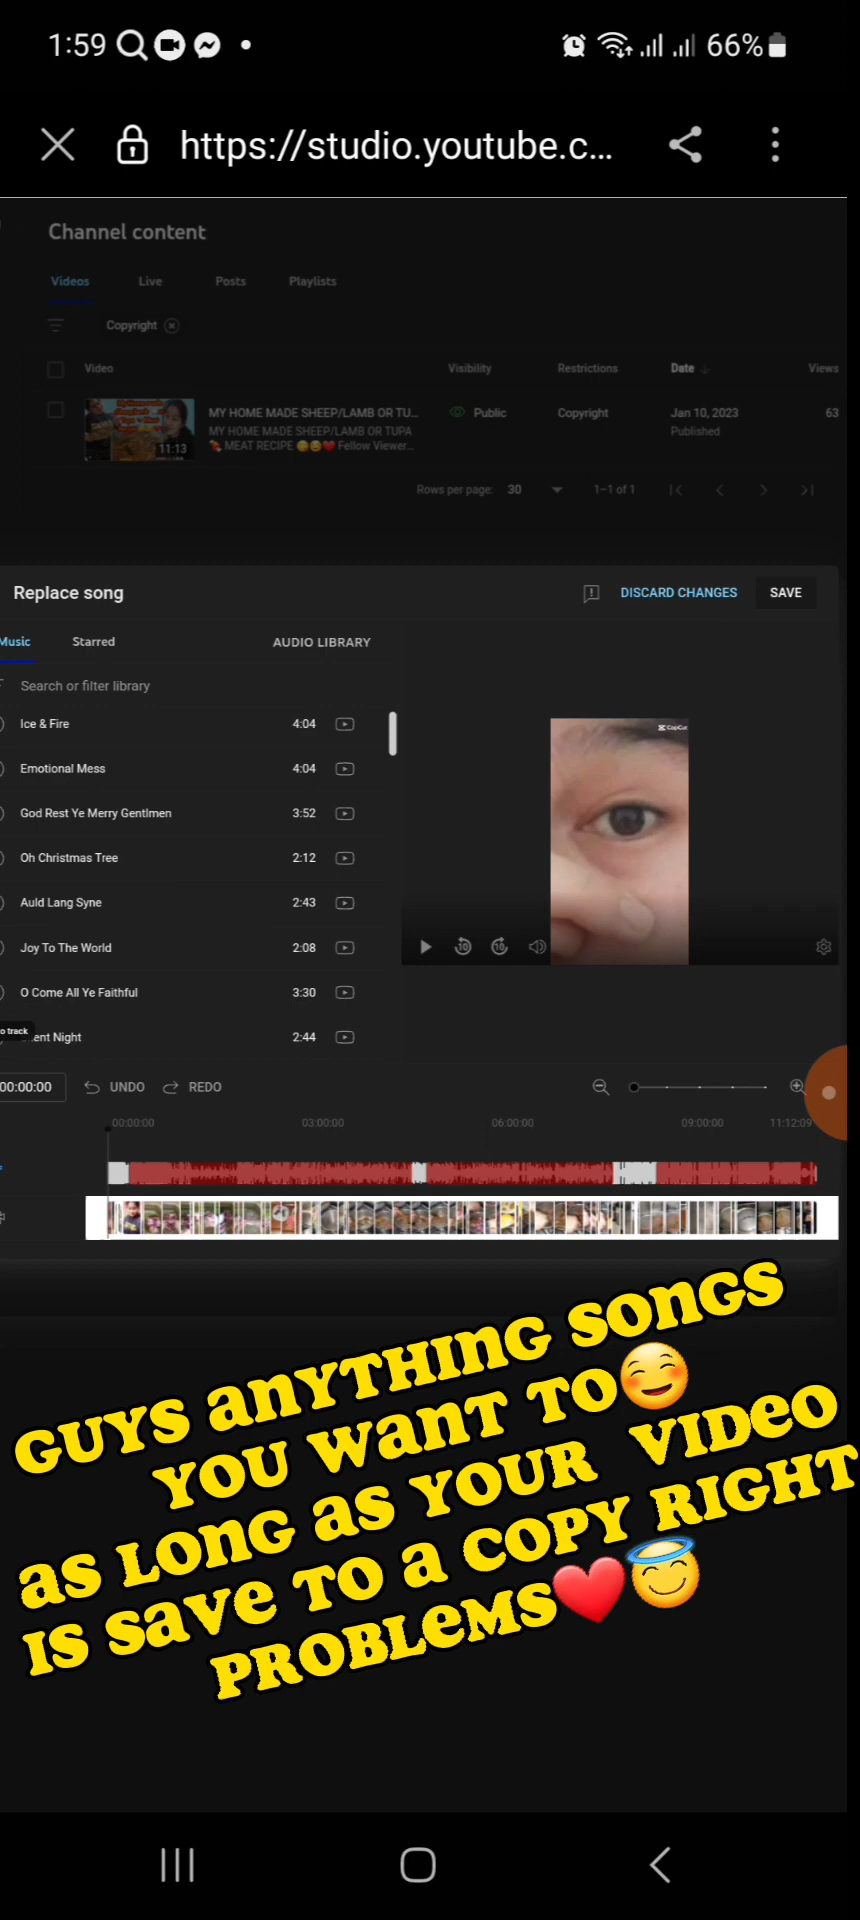 1:59
66%
https://studio.youtube.c...
Channel content
Videos Live Posts Playlists
Copyright
Video Visibility Restrictions Date Views
MY HOME MADE SHEEP/LAMB OR TU... Public Copyright Jan 10, 2023 63
MY HOME MADE SHEEP/LAMB OR TUPA Published
🍖 MEAT RECIPE 😋😉❤️ Fellow Viewer...
11:13
Rows per page: 30 1–1 of 1
Replace song DISCARD CHANGES SAVE
Music Starred AUDIO LIBRARY
Search or filter library
Ice & Fire 4:04
Emotional Mess 4:04
God Rest Ye Merry Gentlmen 3:52
Oh Christmas Tree 2:12
Auld Lang Syne 2:43
Joy To The World 2:08
O Come All Ye Faithful 3:30
o track
ent Night 2:44
CapCut
10 10
00:00:00 UNDO REDO
00:00:00 03:00:00 06:00:00 09:00:00 11:12:09
GUYS anYTHInG SOnGS
YOU WanT TO😊
as LOnG as YOUR VIDeO
IS save TO a COPY RIGHT
PROBLeMS❤️😇